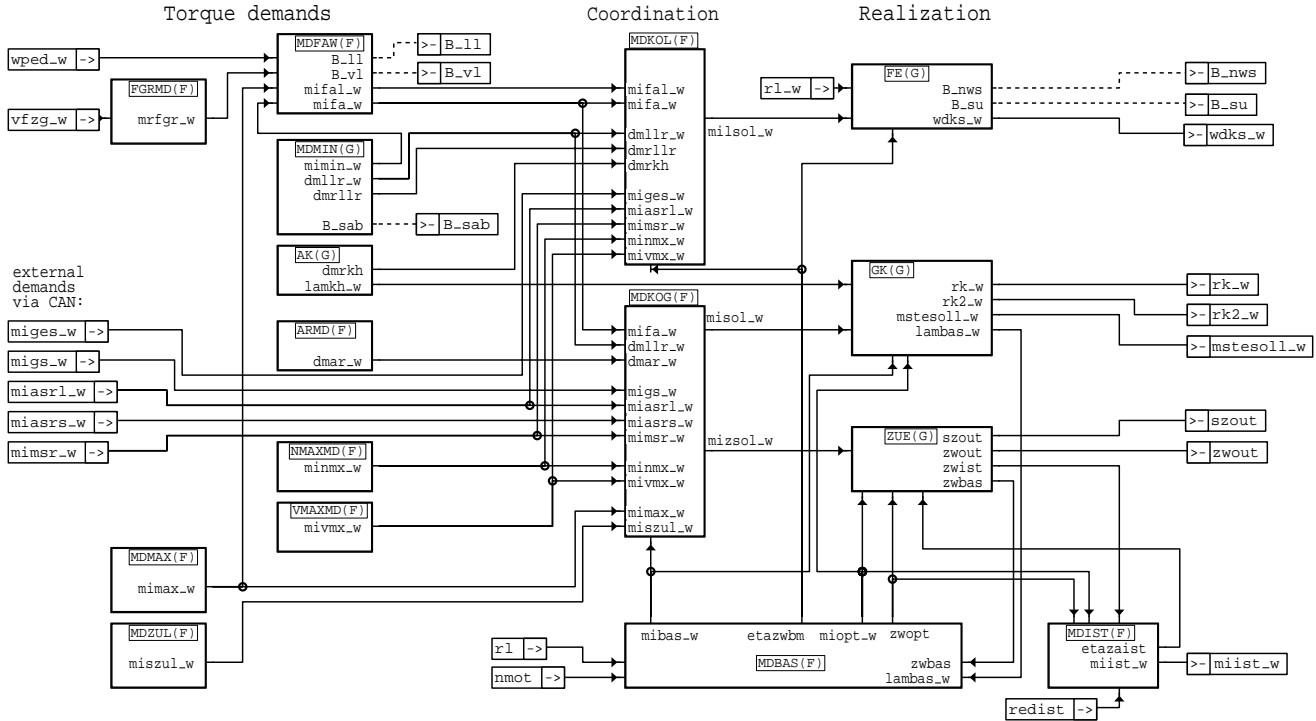 Torque demands
Coordination
Realization
wped_w ->
vfzg_w ->
FGRMD(F)
mrfgr_w
MDFAW(F)
B_ll
B_vl
mifal_w
mifa_w
>- B_ll
>- B_vl
MDMIN(G)
mimin_w
dmllr_w
dmrllr
B_sab
>- B_sab
AK(G)
dmrkh
lamkh_w
ARMD(F)
dmar_w
external
demands
via CAN:
miges_w ->
migs_w ->
miasrl_w ->
miasrs_w ->
mimsr_w ->
NMAXMD(F)
minmx_w
VMAXMD(F)
mivmx_w
MDMAX(F)
mimax_w
MDZUL(F)
miszul_w
MDKOL(F)
mifal_w
mifa_w
dmllr_w
dmrllr
dmrkh
miges_w
miasrl_w
mimsr_w
minmx_w
mivmx_w
milsol_w
MDKOG(F)
mifa_w
dmllr_w
dmar_w
migs_w
miasrl_w
miasrs_w
mimsr_w
minmx_w
mivmx_w
mimax_w
miszul_w
misol_w
mizsol_w
rl_w ->
FE(G)
B_nws
B_su
wdks_w
>- B_nws
>- B_su
>- wdks_w
GK(G)
rk_w
rk2_w
mstesoll_w
lambas_w
>- rk_w
>- rk2_w
>- mstesoll_w
ZUE(G)
szout
zwout
zwist
zwbas
>- szout
>- zwout
rl ->
nmot ->
mibas_w
etazwbm
miopt_w
zwopt
MDBAS(F)
zwbas
lambas_w
MDIST(F)
etazaist
miist_w
>- miist_w
redist ->